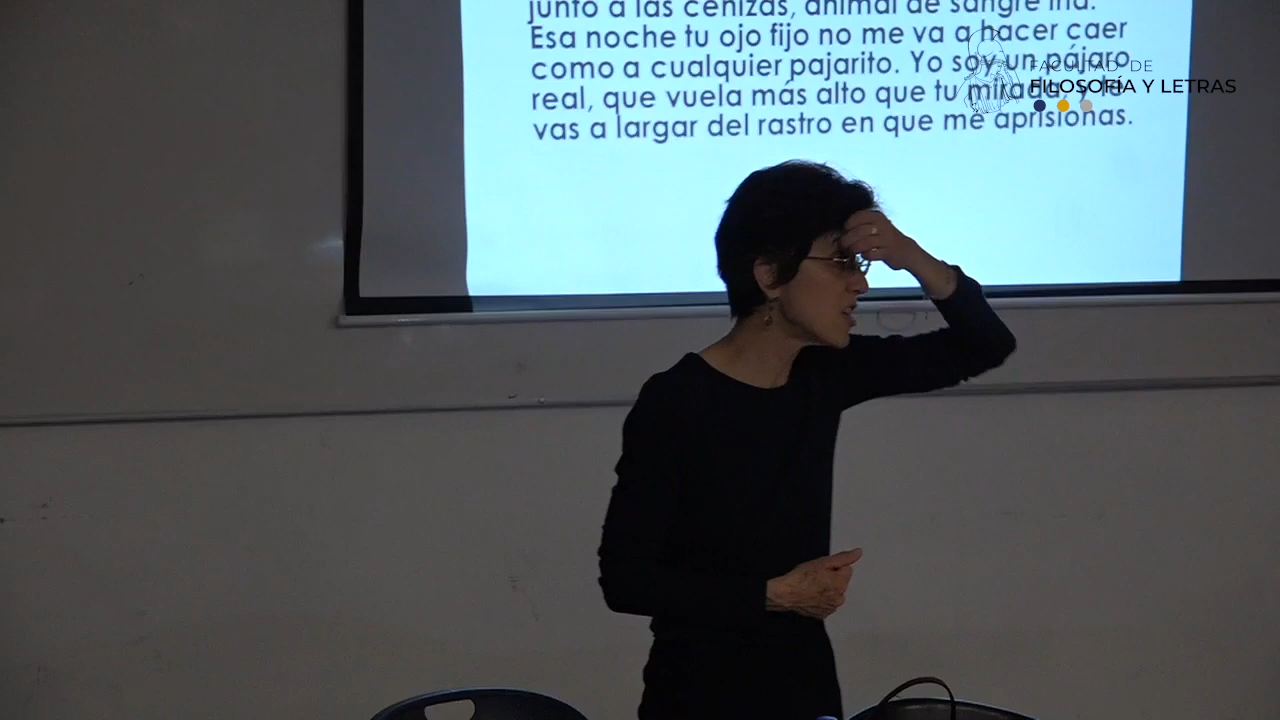 junto a las cenizas, animal de sangre fría.
Esa noche tu ojo fijo no me va a hacer caer
como a cualquier pajarito. Yo soy un pájaro
real, que vuela más alto que tu mirada, y te
vas a largar del rastro en que me aprisionas.
FACULTAD DE
FILOSOFÍA Y LETRAS